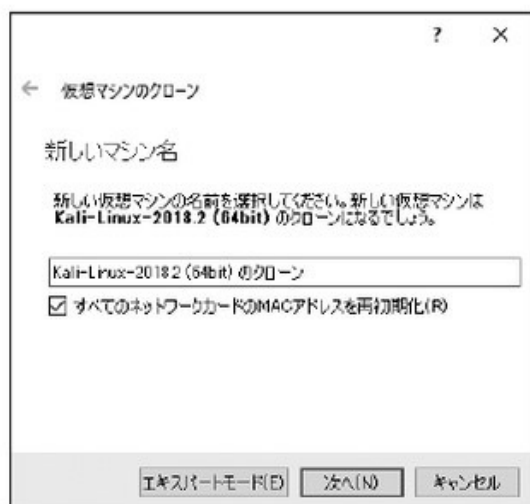 ? ×
← 仮想マシンのクローン
新しいマシン名
新しい仮想マシンの名前を選択してください。新しい仮想マシンは
Kali-Linux-2018.2 (64bit) のクローンになるでしょう。
Kali-Linux-2018.2 (64bit) のクローン
すべてのネットワークカードのMACアドレスを再初期化(R)
エキスパートモード(E) 次へ(N) キャンセル